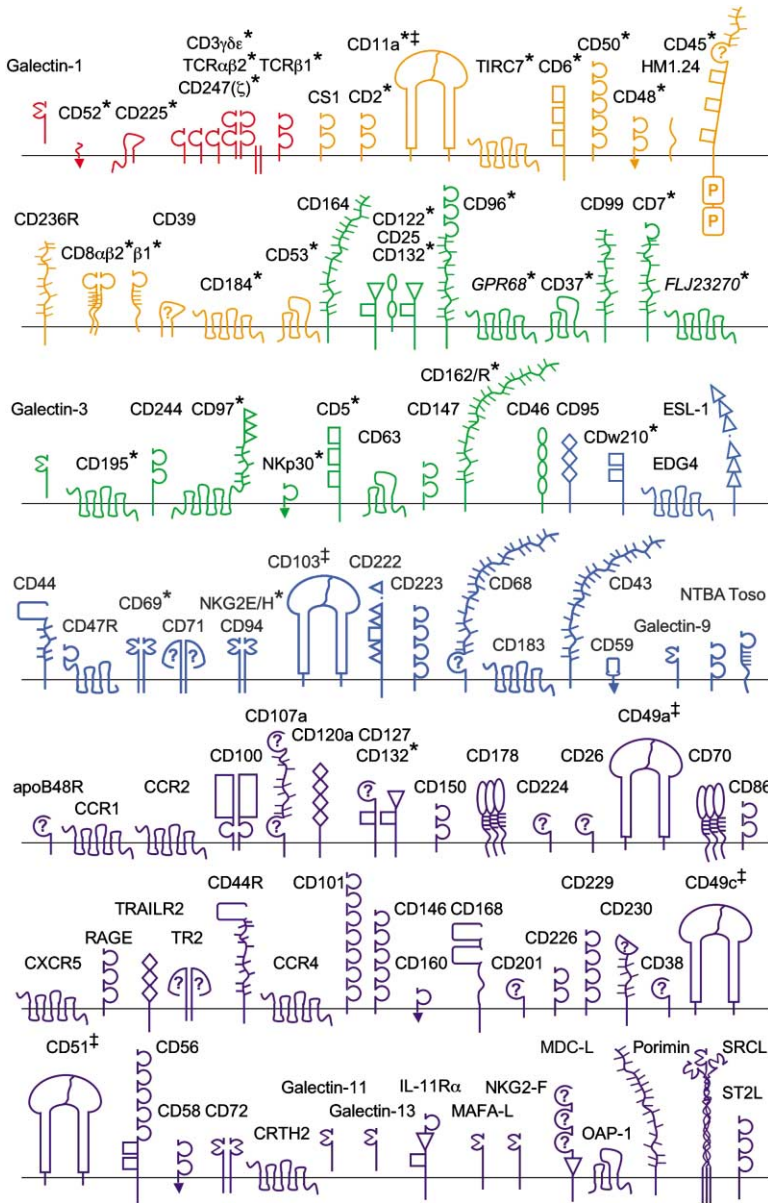 CD3γδε*
CD11a*‡
CD50*
CD45*
Galectin-1
TCRαβ2*
TCRβ1*
TIRC7*
CD6*
HM1.24
CD247(ζ)*
CD52*
CD225*
CS1
CD2*
CD48*
?
P
P
CD236R
CD39
CD164
CD122*
CD96*
CD99
CD7*
CD8αβ2*β1*
CD25
CD53*
CD132*
CD184*
GPR68*
CD37*
FLJ23270*
?
CD162/R*
Galectin-3
CD244
CD97*
CD5*
CD147
CD46
CD95
ESL-1
CD63
CDw210*
CD195*
NKp30*
EDG4
CD103‡
CD222
CD44
CD69*
NKG2E/H*
CD223
CD68
CD43
NTBA
Toso
CD47R
CD71
CD94
Galectin-9
CD183
CD59
? ?
?
CD107a
CD49a‡
CD120a
CD127
CD100
CD132*
CD178
CD26
CD70
apoB48R
CCR2
CD150
CD224
CD86
CCR1
?
?
?
?
?
?
?
CD44R
CD101
CD229
CD49c‡
TRAILR2
CD146
CD168
CD230
RAGE
TR2
CD226
CXCR5
CCR4
CD160
CD201
CD38
? ?
?
?
?
CD51‡
CD56
MDC-L
Porimin
SRCL
Galectin-11
IL-11Rα
NKG2-F
ST2L
CD58
CD72
Galectin-13
MAFA-L
CRTH2
OAP-1
?
?
?